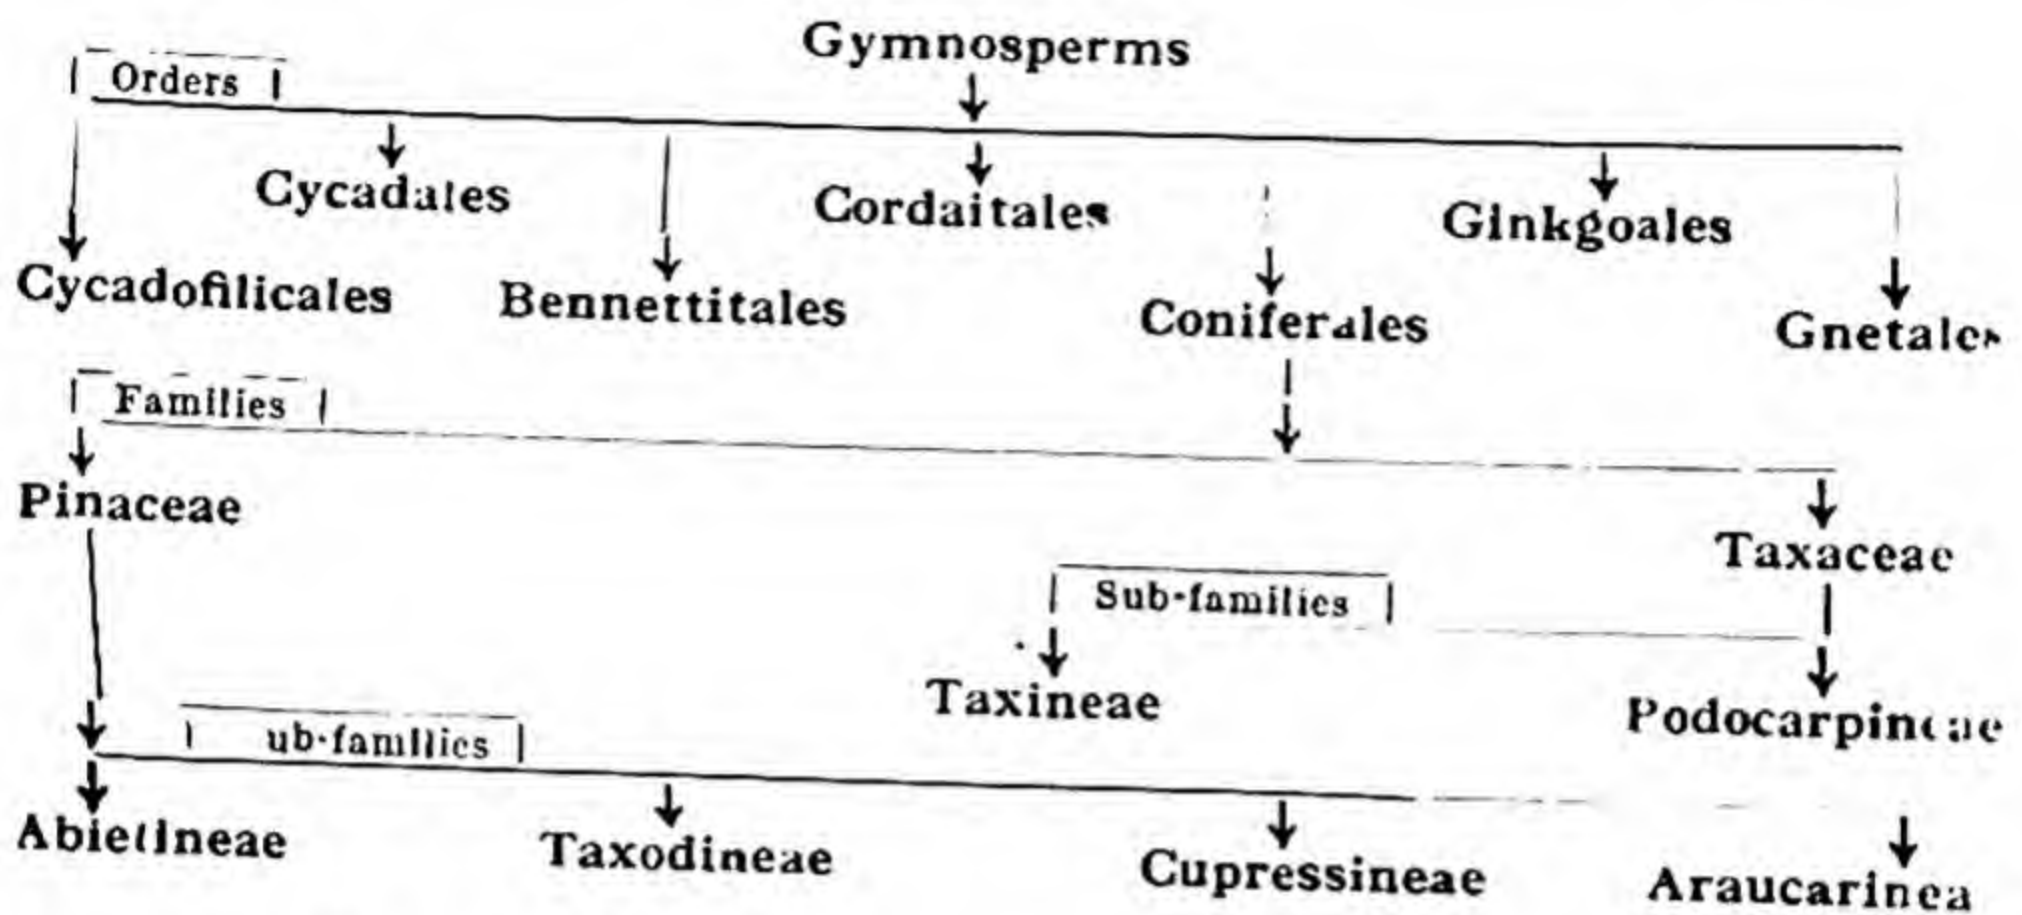 Gymnosperms
Orders
Cycadales
Cordaitales
Ginkgoales
Cycadofilicales
Bennettitales
Coniferales
Gnetales
Families
Pinaceae
Taxaceae
Sub-families
Taxineae
Podocarpineae
ub-families
Abietineae
Taxodineae
Cupressineae
Araucarinea